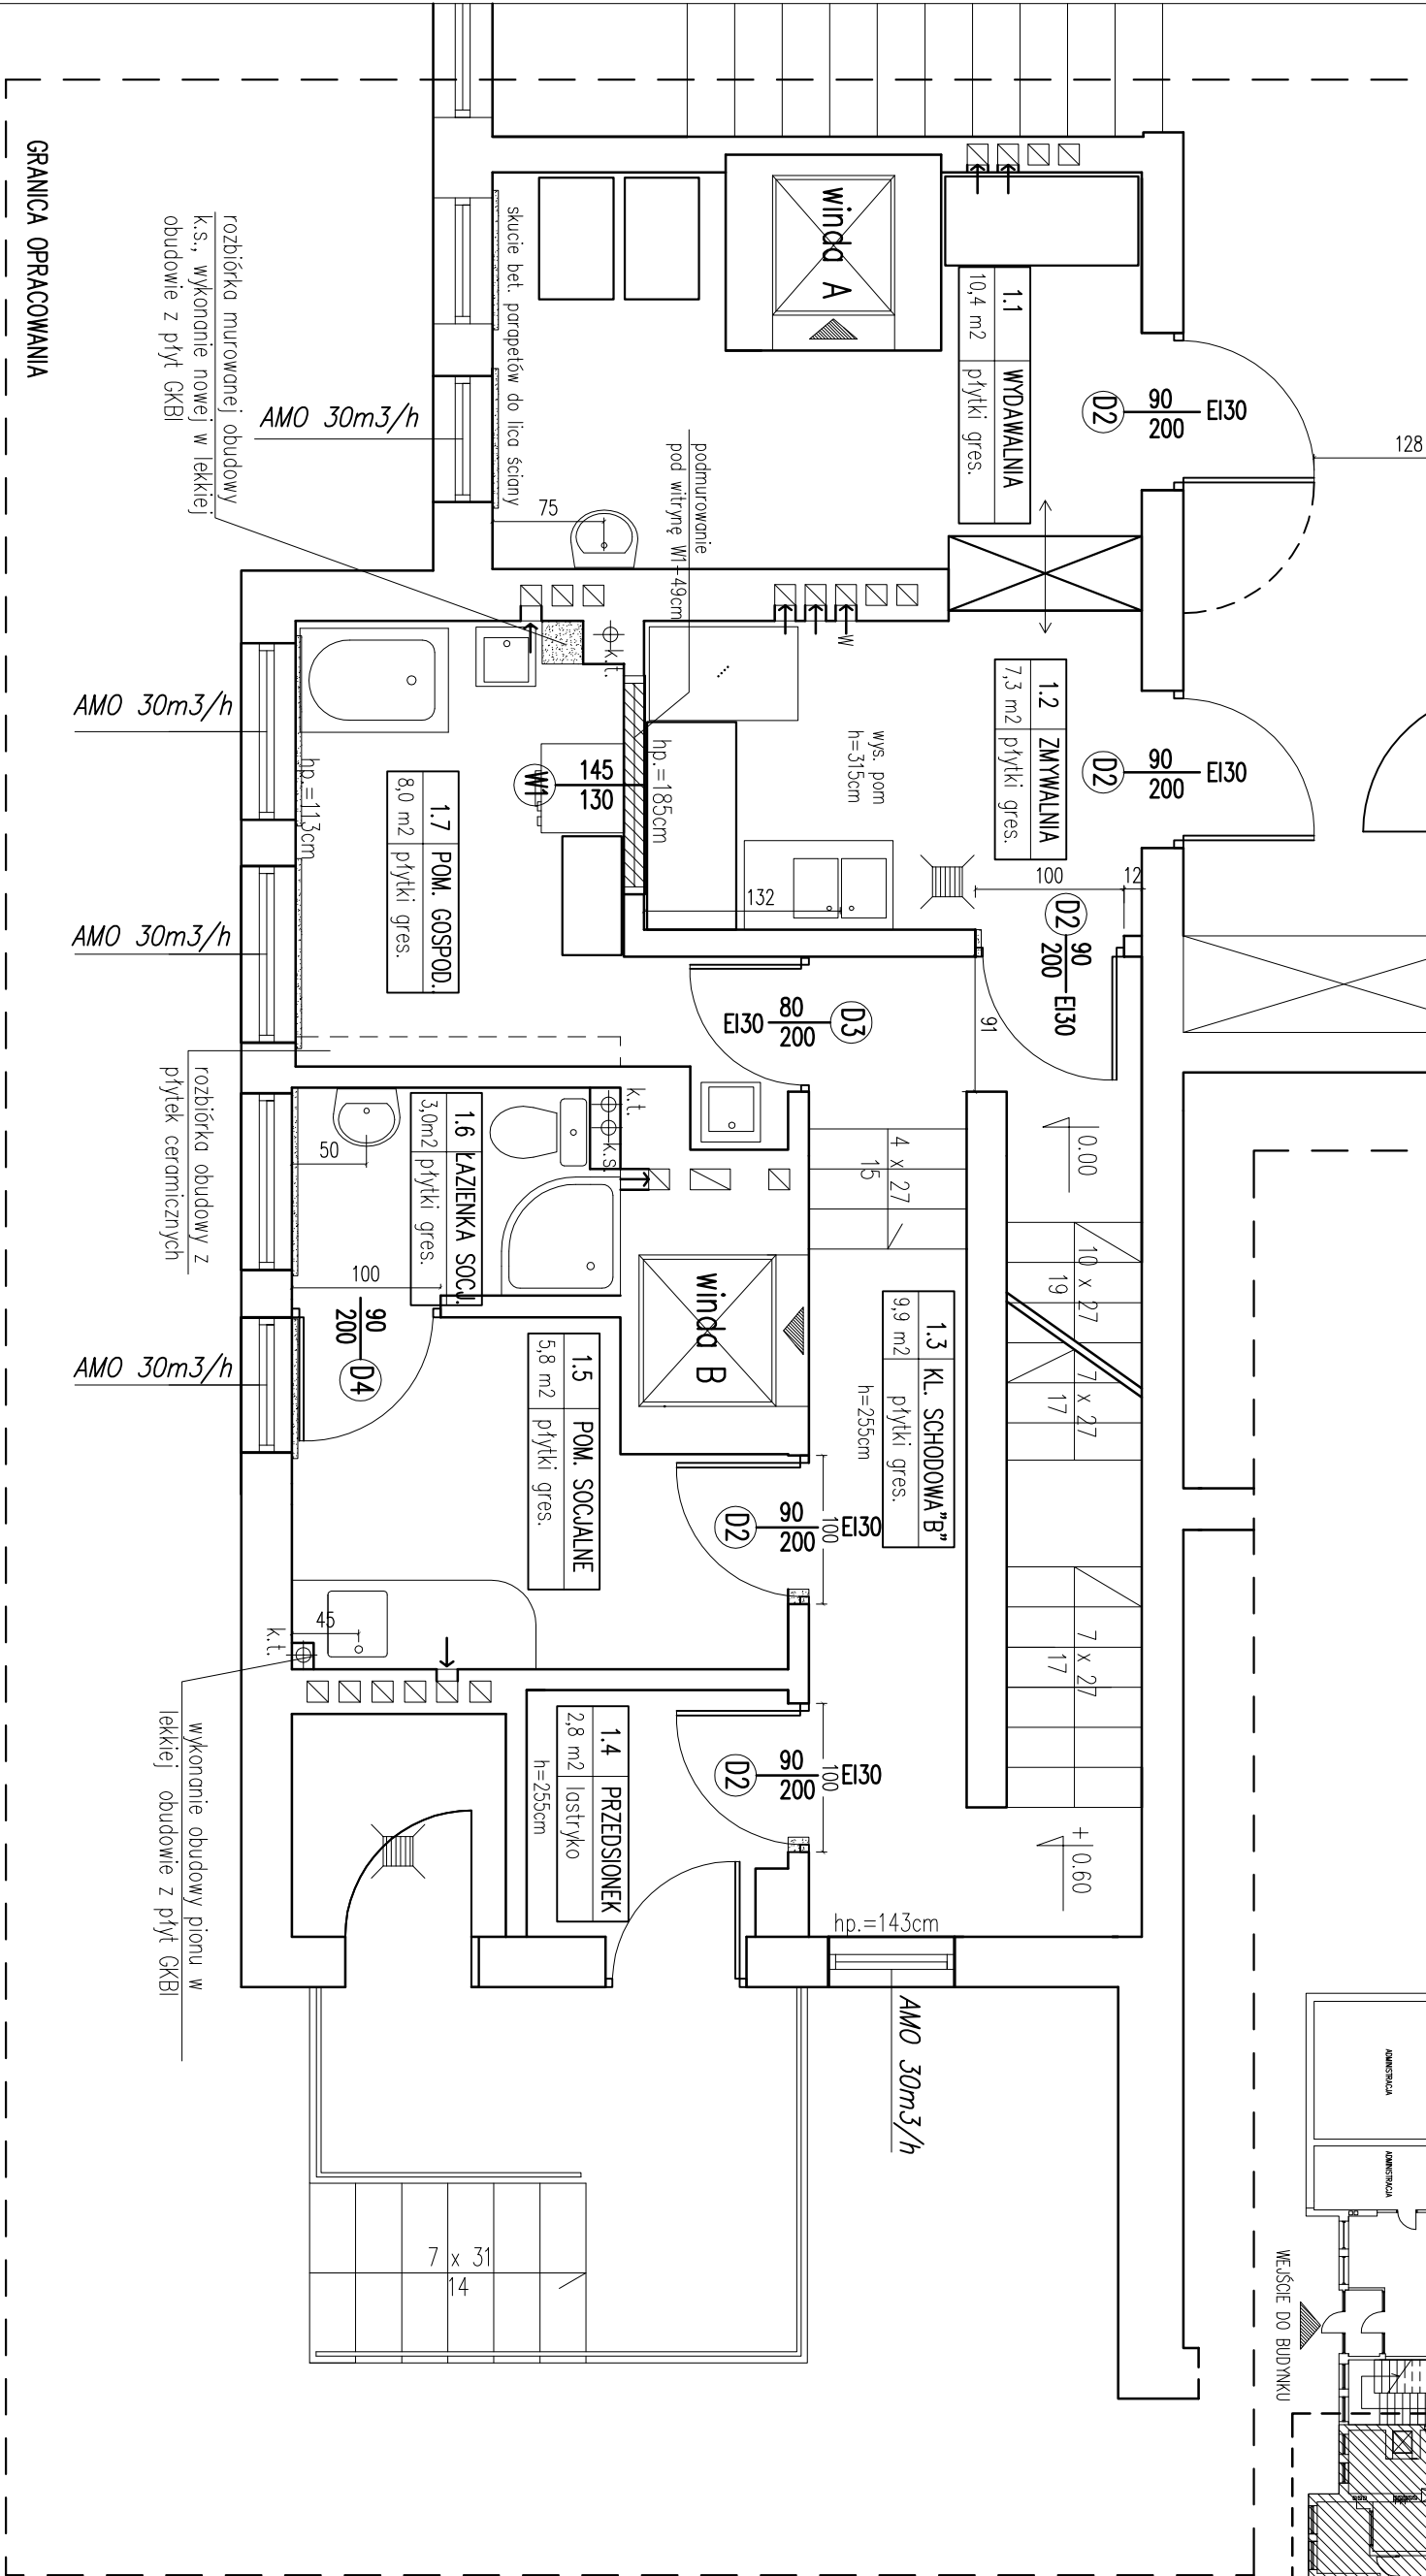 GRANICA OPRACOWANIA
rozbiórka murowanej obudowy
k.s., wykonanie nowej w lekkiej
obudowie z płyt GKBI
AMO 30m3/h
skucie bet. parapetów do lica ściany
75
winda A
1.1 WYDAWALNIA
10,4 m2 płytki gres.
D2 90 EI30
200
128
podmurowanie
pod witrynę W1-49cm
W
k.t.
1.2 ZMYWALNIA
7,3 m2 płytki gres.
wys. pom
h=315cm
D2 90 EI30
200
AMO 30m3/h
hp.=113cm
1.7 POM. GOSPOD..
8,0 m2 płytki gres.
W1 145
130
hp.=185cm
132
100
12
D2 90 EI30
200
91
AMO 30m3/h
EI30 80 D3
200
rozbiórka obudowy z
płytek ceramicznych
50
1.6 ŁAZIENKA SOCJ.
3,0m2 płytki gres.
k.t.
k.s.
4 x 27
15
0.00
10 x 27
19
7 x 27
17
100
90
200 D4
AMO 30m3/h
winda B
1.5 POM. SOCJALNE
5,8 m2 płytki gres.
1.3 KL. SCHODOWA"B"
9,9 m2 płytki gres.
h=255cm
D2 90 EI30
200
100
7 x 27
17
45
k.t.
wykonanie obudowy pionu w
lekkiej obudowie z płyt GKBI
1.4 PRZEDSIONEK
2,8 m2 lastryko
h=255cm
D2 90 EI30
200
100
+ 0.60
hp.=143cm
AMO 30m3/h
7 x 31
14
ADMINISTRACJA
ADMINISTRACJA
WEJŚCIE DO BUDYNKU